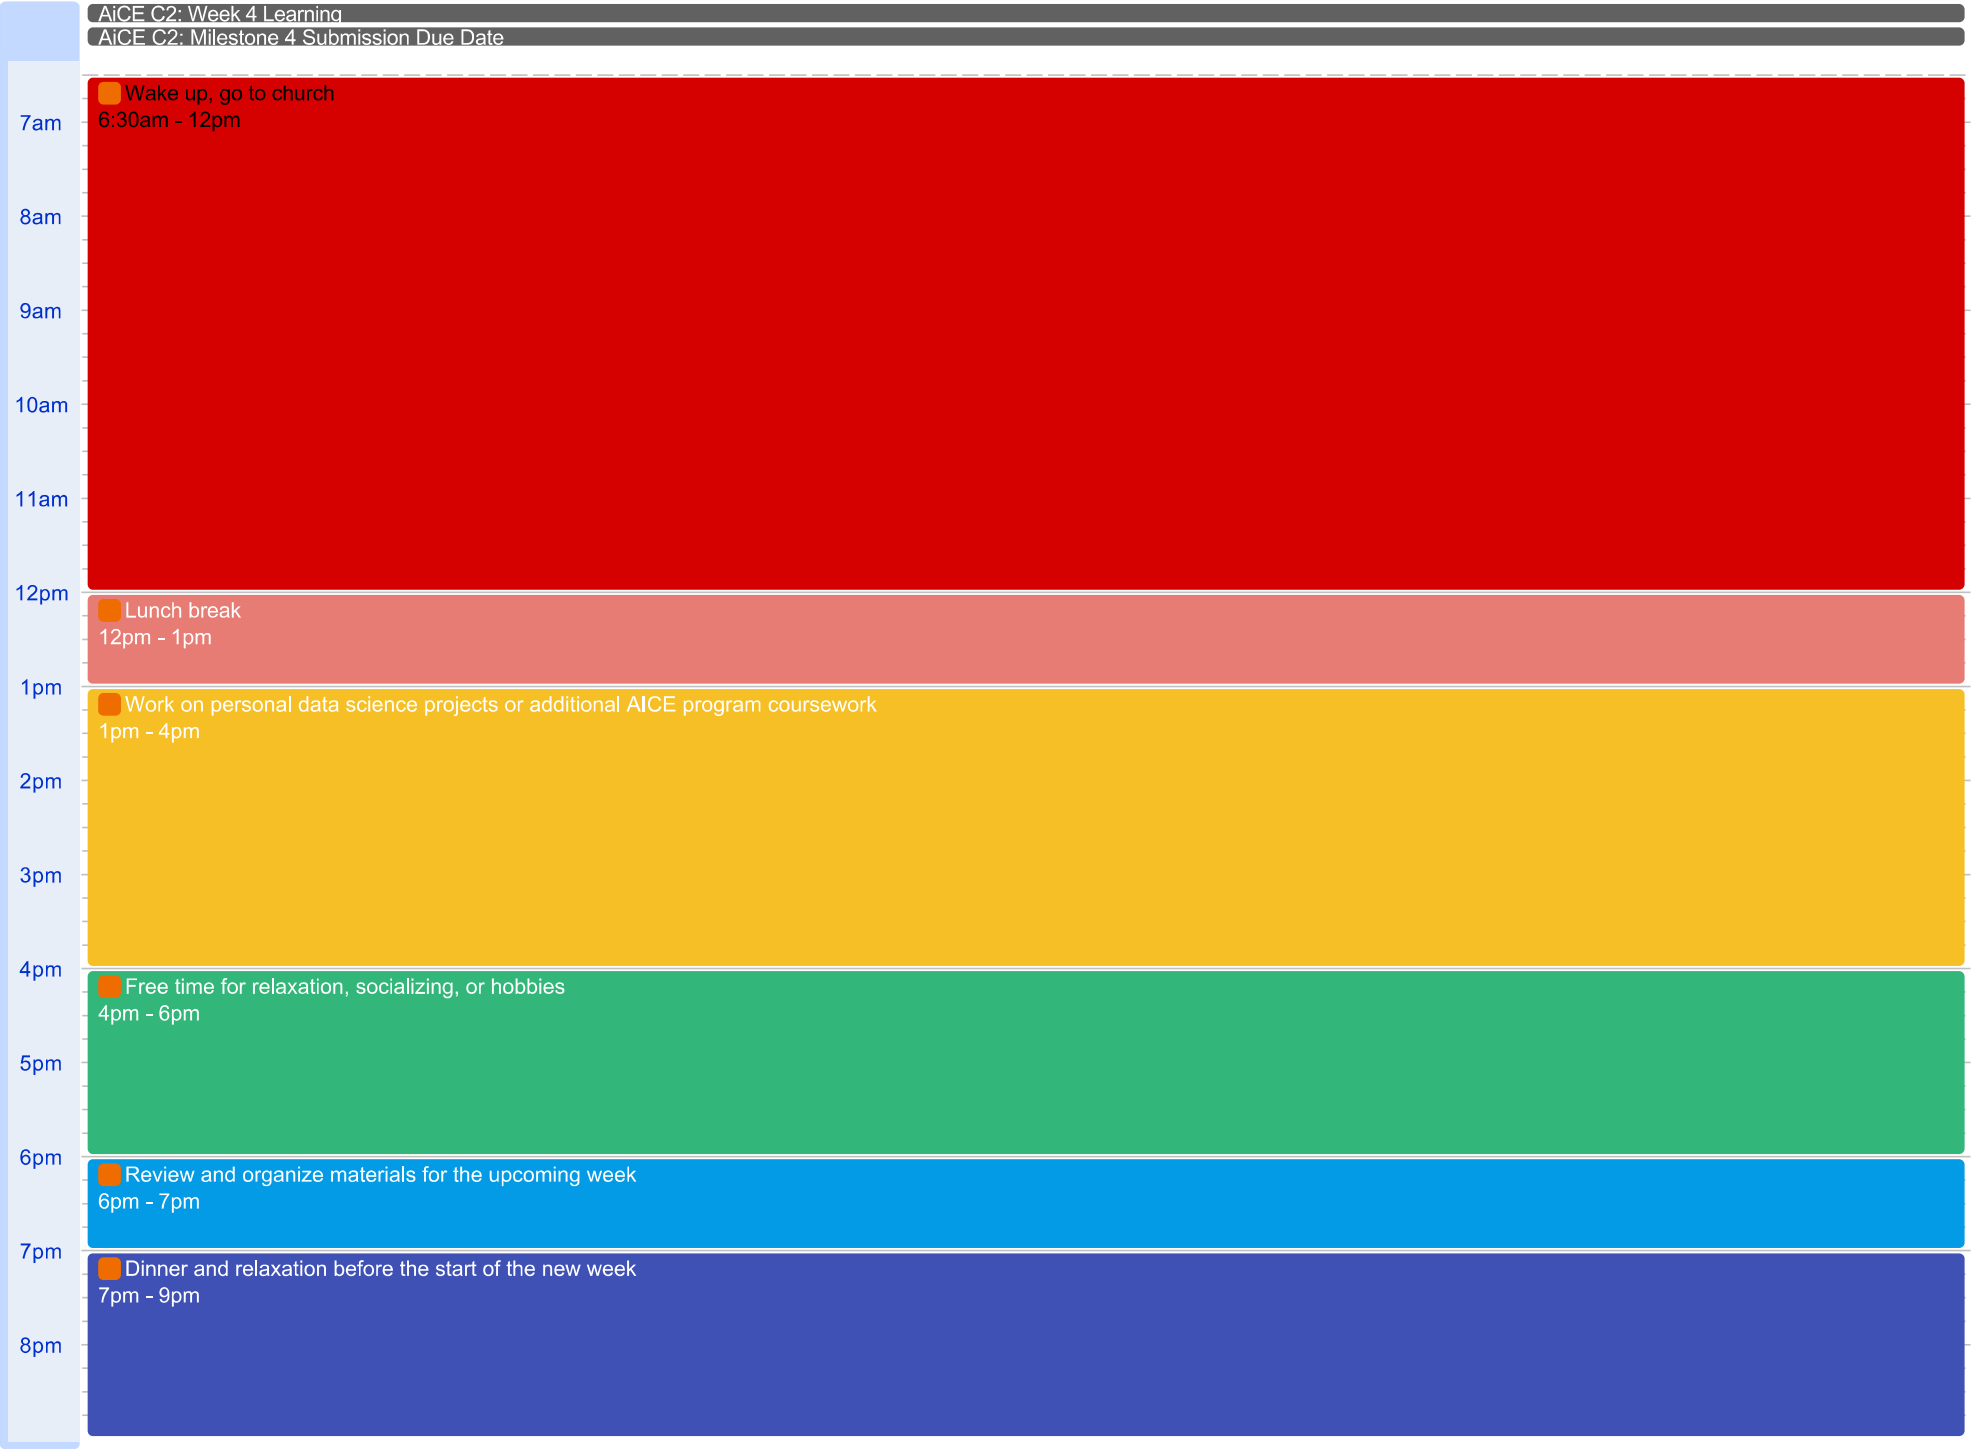 AiCE C2: Week 4 Learning
AiCE C2: Milestone 4 Submission Due Date
Wake up, go to church
6:30am - 12pm
7am
8am
9am
10am
11am
12pm
Lunch break
12pm - 1pm
1pm
Work on personal data science projects or additional AICE program coursework
1pm - 4pm
2pm
3pm
4pm
Free time for relaxation, socializing, or hobbies
4pm - 6pm
5pm
6pm
Review and organize materials for the upcoming week
6pm - 7pm
7pm
Dinner and relaxation before the start of the new week
7pm - 9pm
8pm